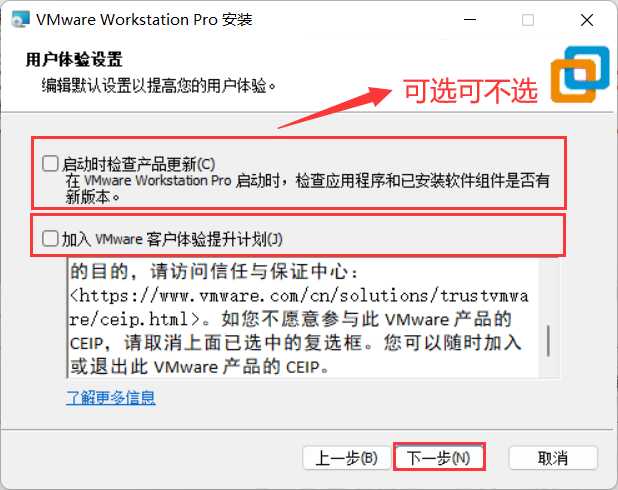 VMware Workstation Pro 安装
用户体验设置
编辑默认设置以提高您的用户体验。
可选可不选
启动时检查产品更新(C)
在 VMware Workstation Pro 启动时，检查应用程序和已安装软件组件是否有
新版本。
加入 VMware 客户体验提升计划(J)
的目的，请访问信任与保证中心：
<https://www.vmware.com/cn/solutions/trustvmwa
re/ceip.html>。如您不愿意参与此 VMware 产品的
CEIP，请取消上面已选中的复选框。您可以随时加入
或退出此 VMware 产品的 CEIP。
了解更多信息
上一步(B) 下一步(N) 取消